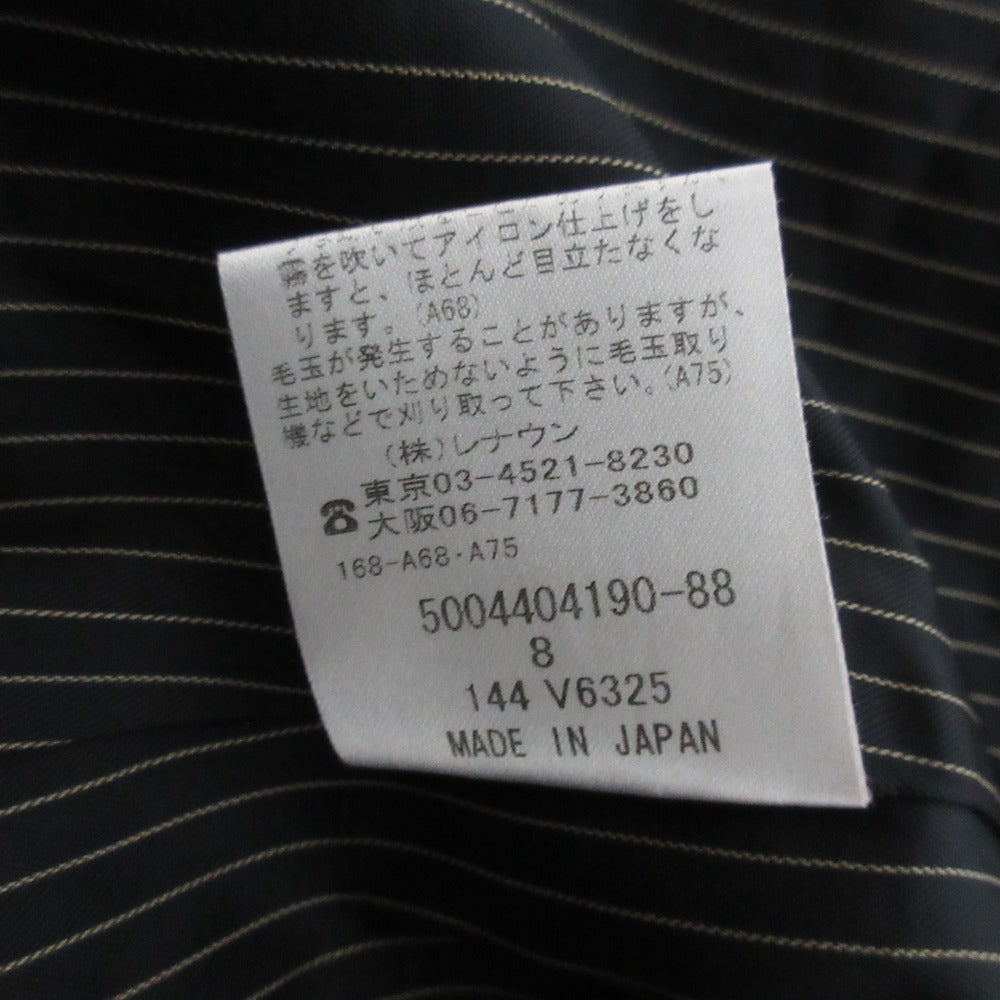 霧を吹いてアイロン仕上げをし
ますと、ほとんど目立たなくな
ります。(A68)
毛玉が発生することがありますが、
生地をいためないように毛玉取り
機などで刈り取って下さい。(A75)
(株)レナウン
☎東京03-4521-8230
大阪06-7177-3860
168-A68・A75
5004404190-88
8
144 V6325
MADE IN JAPAN